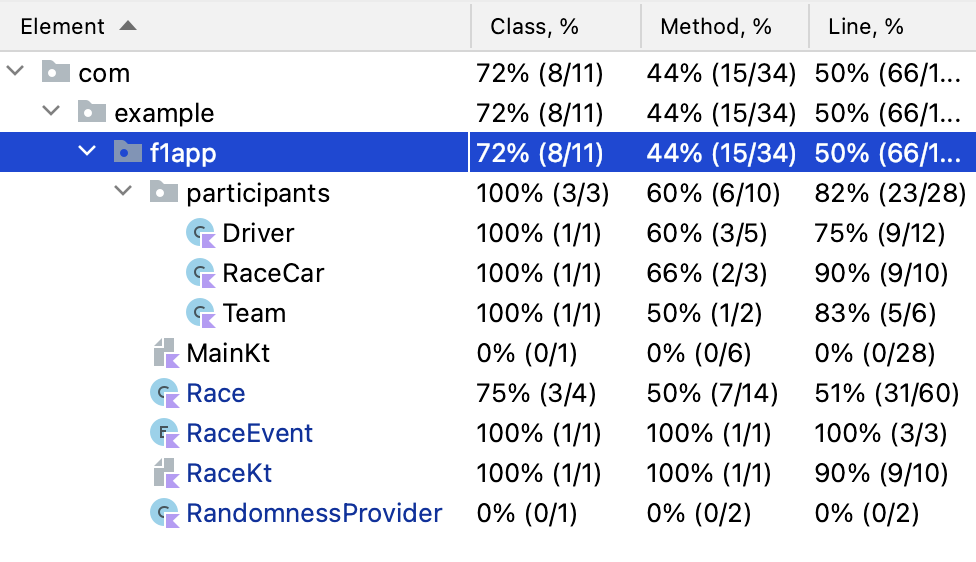 Element Class, % Method, % Line, %
com 72% (8/11) 44% (15/34) 50% (66/1...
example 72% (8/11) 44% (15/34) 50% (66/1...
f1app 72% (8/11) 44% (15/34) 50% (66/1...
participants 100% (3/3) 60% (6/10) 82% (23/28)
Driver 100% (1/1) 60% (3/5) 75% (9/12)
RaceCar 100% (1/1) 66% (2/3) 90% (9/10)
Team 100% (1/1) 50% (1/2) 83% (5/6)
MainKt 0% (0/1) 0% (0/6) 0% (0/28)
Race 75% (3/4) 50% (7/14) 51% (31/60)
RaceEvent 100% (1/1) 100% (1/1) 100% (3/3)
RaceKt 100% (1/1) 100% (1/1) 90% (9/10)
RandomnessProvider 0% (0/1) 0% (0/2) 0% (0/2)